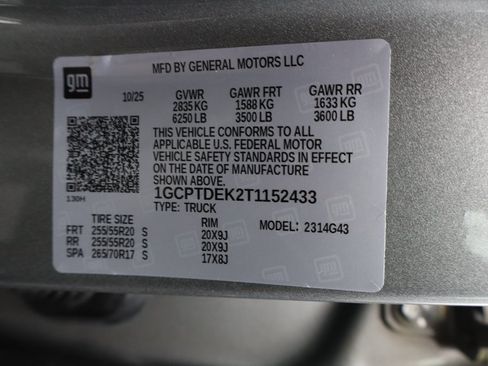 gm
MFD BY GENERAL MOTORS LLC
10/25 GVWR GAWR FRT GAWR RR
2835 KG 1588 KG 1633 KG
6250 LB 3500 LB 3600 LB
THIS VEHICLE CONFORMS TO ALL
APPLICABLE U.S. FEDERAL MOTOR
VEHICLE SAFETY STANDARDS IN EFFECT
ON THE DATE OF MANUFACTURE
SHOWN ABOVE.
130H
1GCPTDEK2T1152433
TYPE: TRUCK
TIRE SIZE RIM MODEL: 2314G43
FRT 255/55R20 S 20X9J
RR 255/55R20 S 20X9J
SPA 265/70R17 S 17X8J